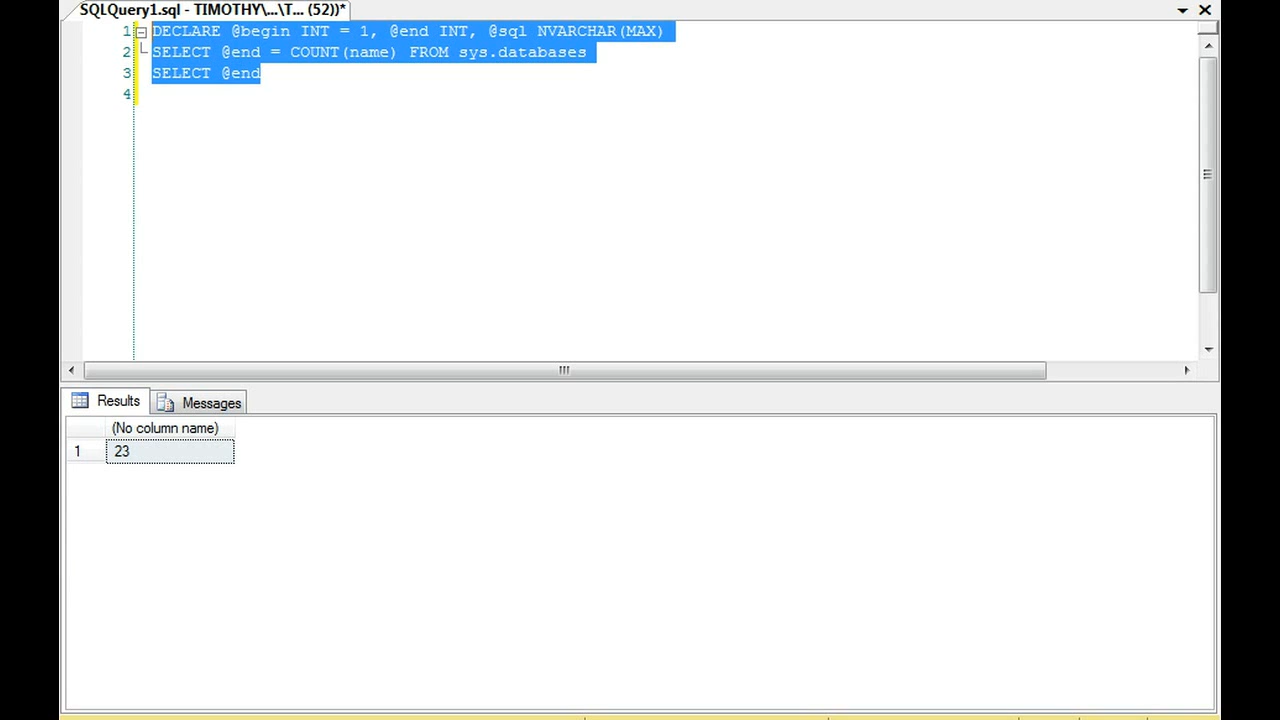 SQLQuery1.sql - TIMOTHY\...\T... (52))*
1 DECLARE @begin INT = 1, @end INT, @sql NVARCHAR(MAX)
2 SELECT @end = COUNT(name) FROM sys.databases
3 SELECT @end
4
Results Messages
(No column name)
1 23